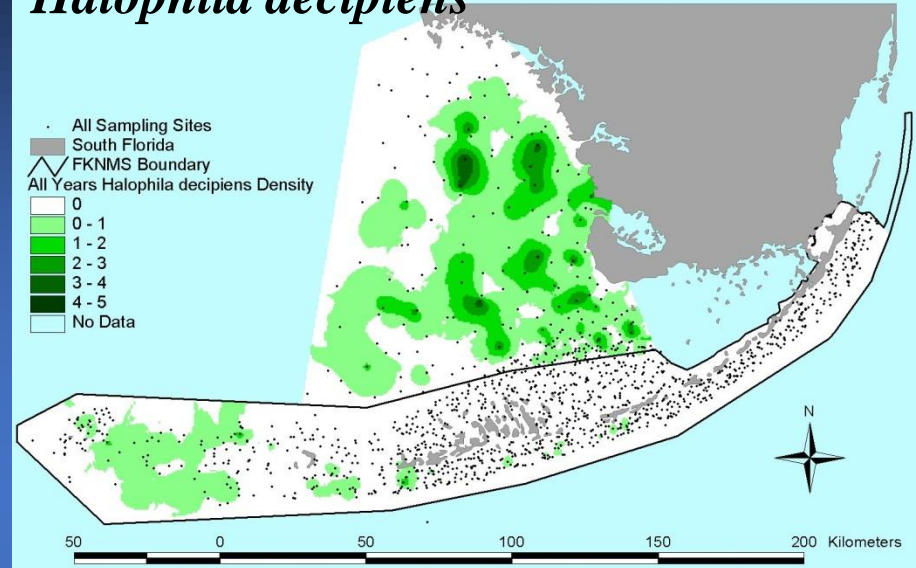 Halophila decipiens
All Sampling Sites
South Florida
FKNMS Boundary
All Years Halophila decipiens Density
0
0 - 1
1 - 2
2 - 3
3 - 4
4 - 5
No Data
N
50 0 50 100 150 200 Kilometers